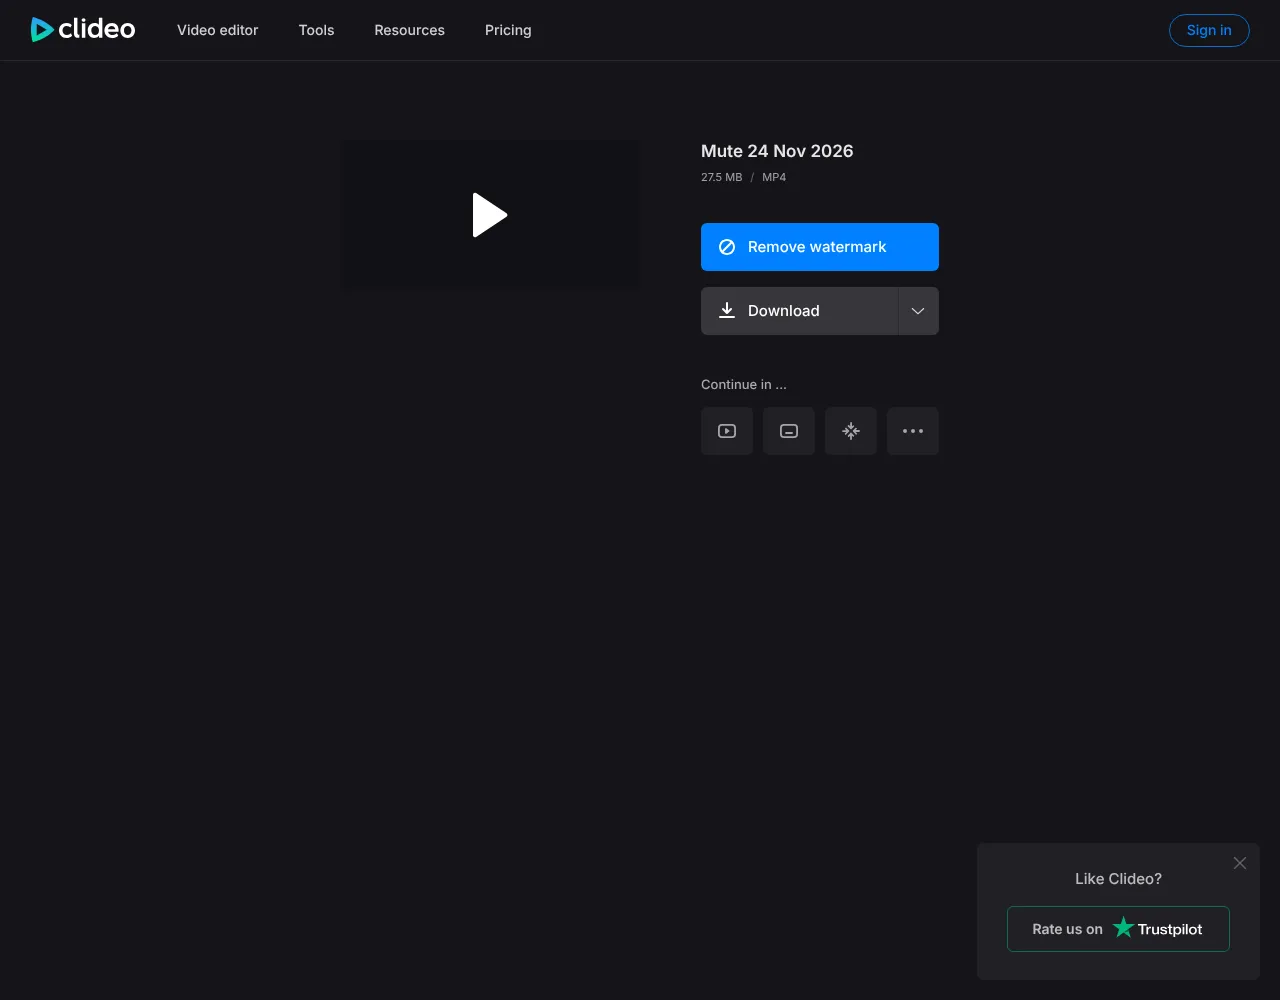 clideo
Video editor
Tools
Resources
Pricing
Sign in
Mute 24 Nov 2026
27.5 MB / MP4
Remove watermark
Download
Continue in ...
Like Clideo?
Rate us on Trustpilot